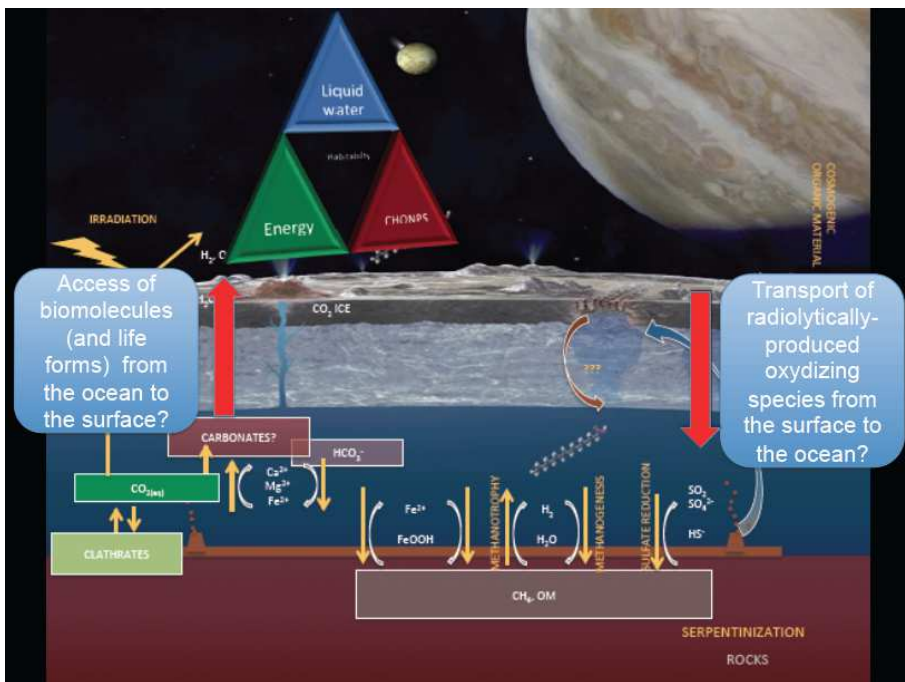 Liquid
water
Habitability
Energy
CHONPS
IRRADIATION
COSMOGENIC
ORGANIC MATERIAL
Access of
biomolecules
(and life
forms) from
the ocean to
the surface?
CO₂ ICE
Transport of
radiolytically-
produced
oxydizing
species from
the surface to
the ocean?
???
CARBONATES?
HCO₃⁻
Ca²⁺
Mg²⁺
Fe²⁺
CO₂₍ₐq₎
CLATHRATES
Fe²⁺
FeOOH
METHANOTROPHY
H₂
H₂O
METHANOGENESIS
SULFATE REDUCTION
SO₂
SO₄²⁻
HS⁻
CH₄, OM
SERPENTINIZATION
ROCKS